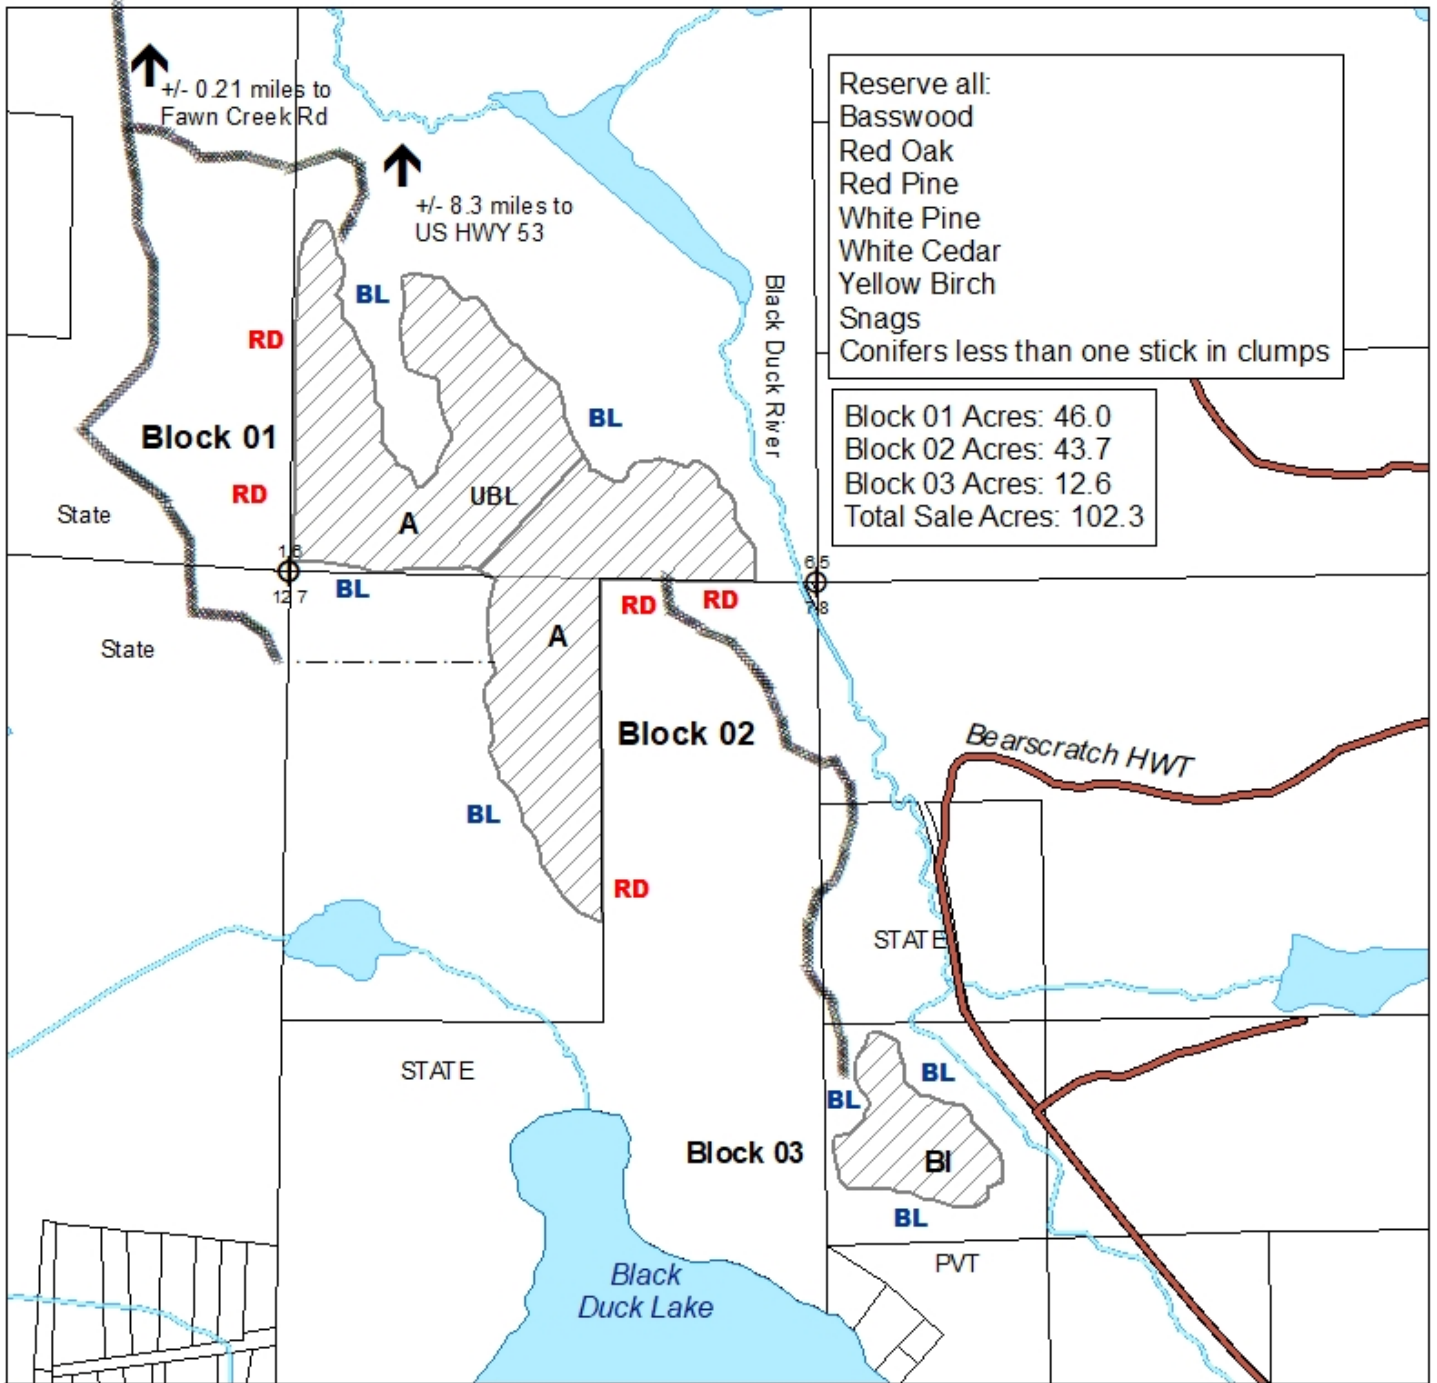 +/- 0.21 miles to
Fawn Creek Rd
+/- 8.3 miles to
US HWY 53
Reserve all:
Basswood
Red Oak
Red Pine
White Pine
White Cedar
Yellow Birch
Snags
Conifers less than one stick in clumps
Block 01 Acres: 46.0
Block 02 Acres: 43.7
Block 03 Acres: 12.6
Total Sale Acres: 102.3
Black Duck River
BL
RD
BL
Block 01
RD
UBL
A
State
1 6
12 7
BL
6 5
7 8
RD
RD
State
A
Block 02
Bearscratch HWT
BL
RD
STATE
STATE
BL
BL
Block 03
BI
BL
PVT
Black
Duck Lake